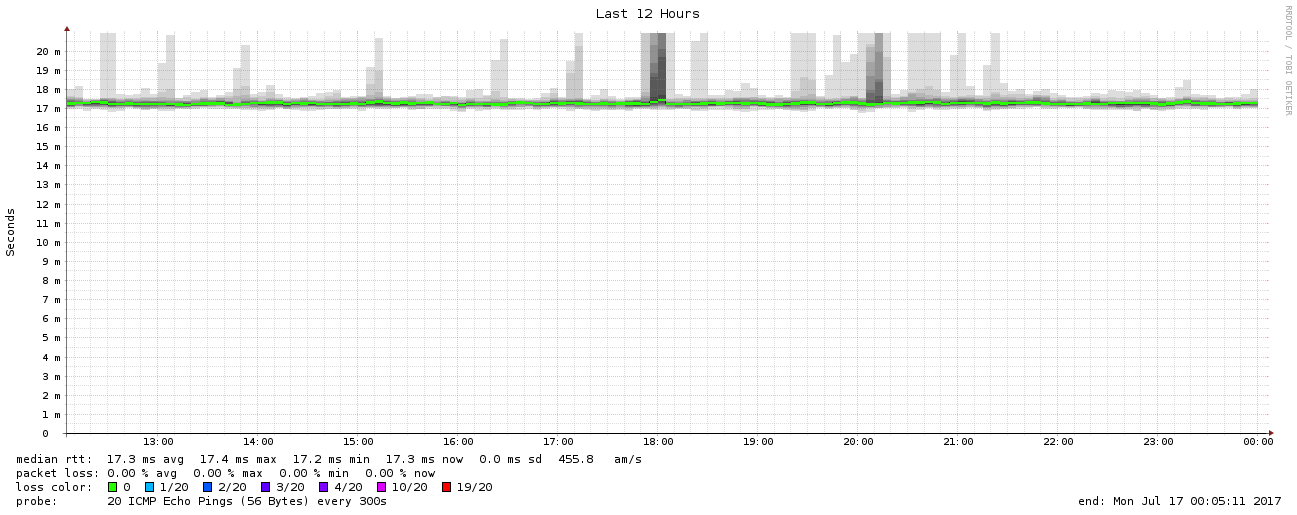 Last 12 Hours
RRDTOOL / TOBI OETIKER
Seconds
20 m
19 m
18 m
17 m
16 m
15 m
14 m
13 m
12 m
11 m
10 m
9 m
8 m
7 m
6 m
5 m
4 m
3 m
2 m
1 m
0
13:00 14:00 15:00 16:00 17:00 18:00 19:00 20:00 21:00 22:00 23:00 00:00
median rtt: 17.3 ms avg 17.4 ms max 17.2 ms min 17.3 ms now 0.0 ms sd 455.8 am/s
packet loss: 0.00 % avg 0.00 % max 0.00 % min 0.00 % now
loss color: 0 1/20 2/20 3/20 4/20 10/20 19/20
probe: 20 ICMP Echo Pings (56 Bytes) every 300s end: Mon Jul 17 00:05:11 2017